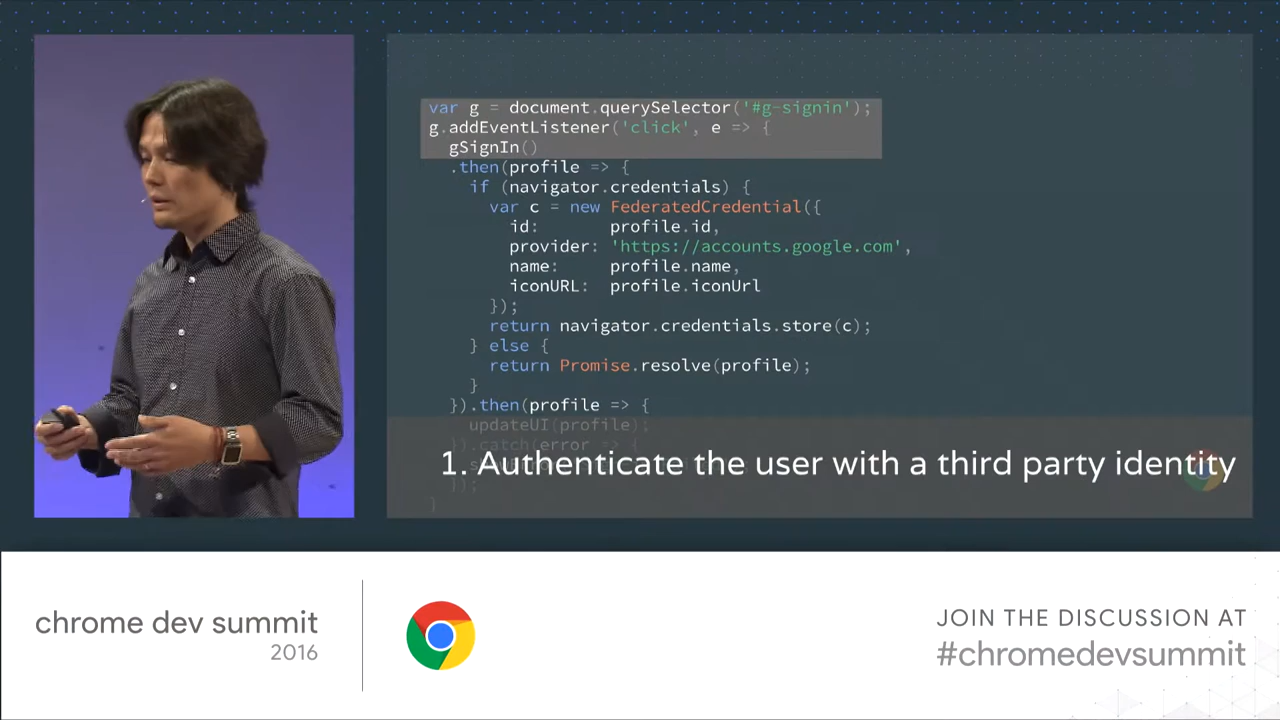 var g = document.querySelector('#g-signin');
g.addEventListener('click', e => {
gSignIn()
.then(profile => {
if (navigator.credentials) {
var c = new FederatedCredential({
id: profile.id,
provider: 'https://accounts.google.com',
name: profile.name,
iconURL: profile.iconUrl
});
return navigator.credentials.store(c);
} else {
return Promise.resolve(profile);
}
}).then(profile => {
updateUI(profile);
}).catch(error => {
1. Authenticate the user with a third party identity
});
}
chrome dev summit
2016
JOIN THE DISCUSSION AT
#chromedevsummit